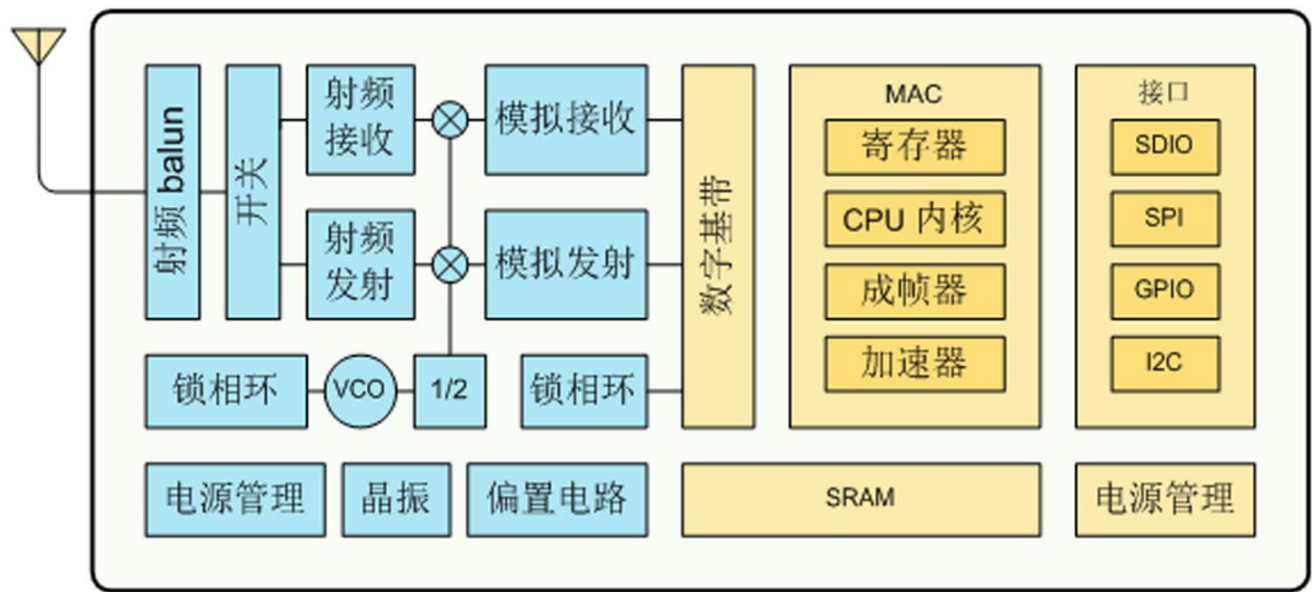 射频 balun
开关
射频
接收
模拟接收
射频
发射
模拟发射
锁相环
VCO
1/2
锁相环
数字基带
MAC
寄存器
CPU 内核
成帧器
加速器
接口
SDIO
SPI
GPIO
I2C
电源管理
晶振
偏置电路
SRAM
电源管理